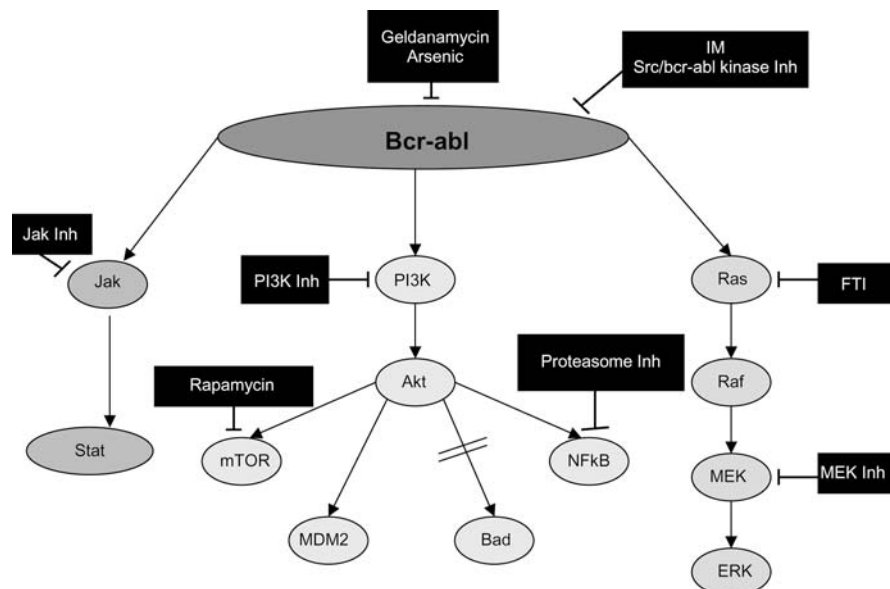 Geldanamycin
Arsenic
IM
Src/bcr-abl kinase Inh
Bcr-abl
Jak Inh
Jak
PI3K Inh
PI3K
Ras
FTI
Proteasome Inh
Rapamycin
Akt
Raf
Stat
mTOR
NFkB
MEK
MEK Inh
MDM2
Bad
ERK